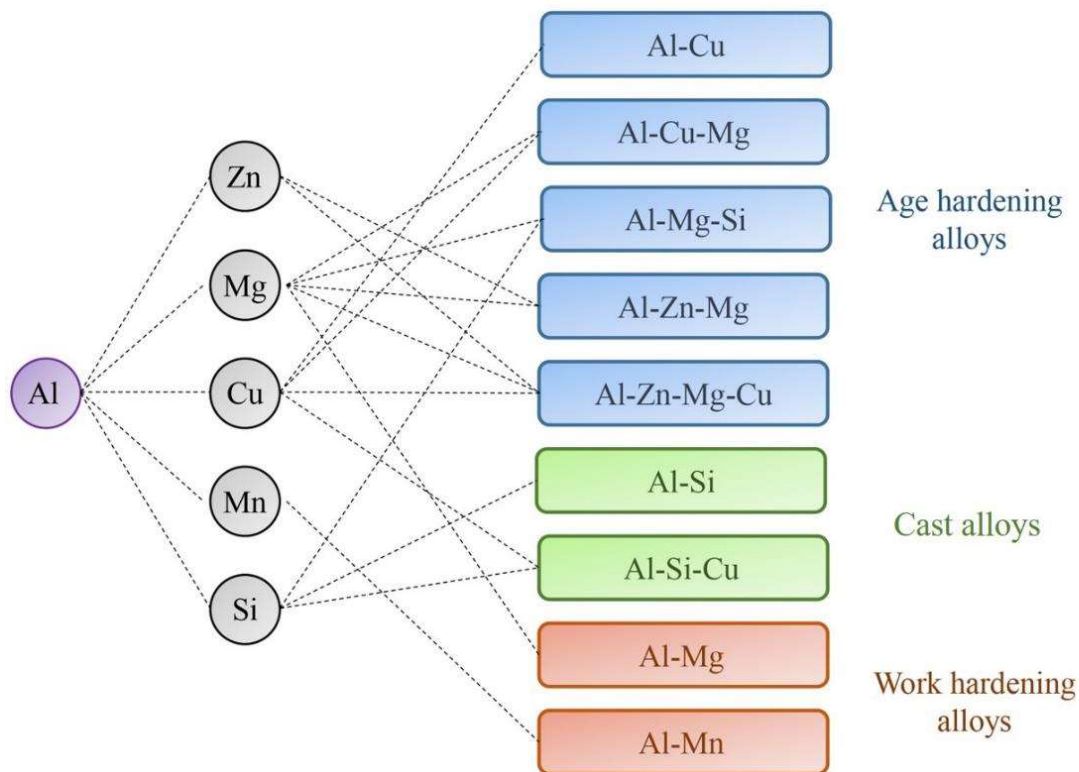 Al
Zn
Mg
Cu
Mn
Si
Al-Cu
Al-Cu-Mg
Al-Mg-Si
Al-Zn-Mg
Al-Zn-Mg-Cu
Al-Si
Al-Si-Cu
Al-Mg
Al-Mn
Age hardening
alloys
Cast alloys
Work hardening
alloys